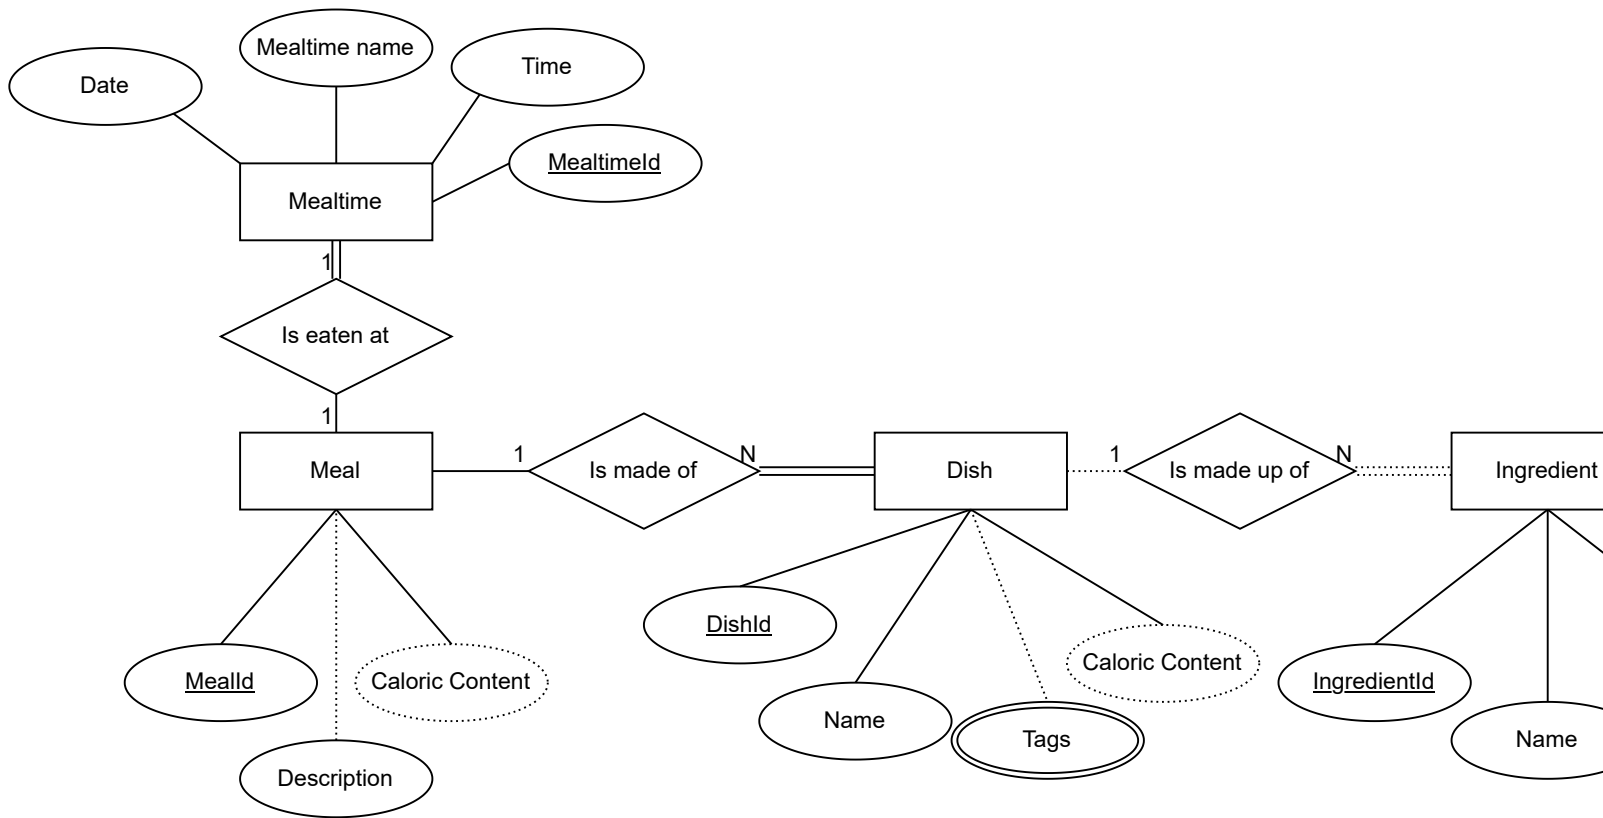 Mealtime name
Time
Date
MealtimeId
Mealtime
1
Is eaten at
1
Meal
1
Is made of
N
Dish
1
Is made up of
N
Ingredient
DishId
Caloric Content
MealId
Caloric Content
IngredientId
Name
Tags
Name
Description